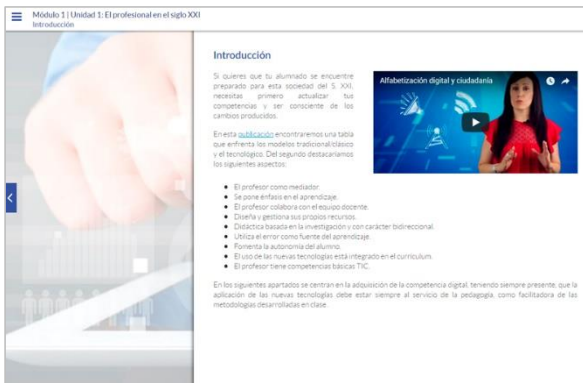 Módulo 1 | Unidad 1: El profesional en el siglo XXI
Introducción
Introducción
Si quieres que tu alumnado se encuentre
preparado para esta sociedad del S. XXI,
necesitas primero actualizar tus
competencias y ser consciente de los
cambios producidos.
Alfabetización digital y ciudadanía
En esta publicación encontraremos una tabla
que enfrenta los modelos tradicional/clásico
y el tecnológico. Del segundo destacaríamos
los siguientes aspectos:
El profesor como mediador.
Se pone énfasis en el aprendizaje.
El profesor colabora con el equipo docente.
Diseña y gestiona sus propios recursos.
Didáctica basada en la investigación y con carácter bidireccional.
Utiliza el error como fuente del aprendizaje.
Fomenta la autonomía del alumno.
El uso de las nuevas tecnologías está integrado en el curriculum.
El profesor tiene competencias básicas TIC.
En los siguientes apartados se centran en la adquisición de la competencia digital, teniendo siempre presente, que la
aplicación de las nuevas tecnologías debe estar siempre al servicio de la pedagogía, como facilitadora de las
metodologías desarrolladas en clase.